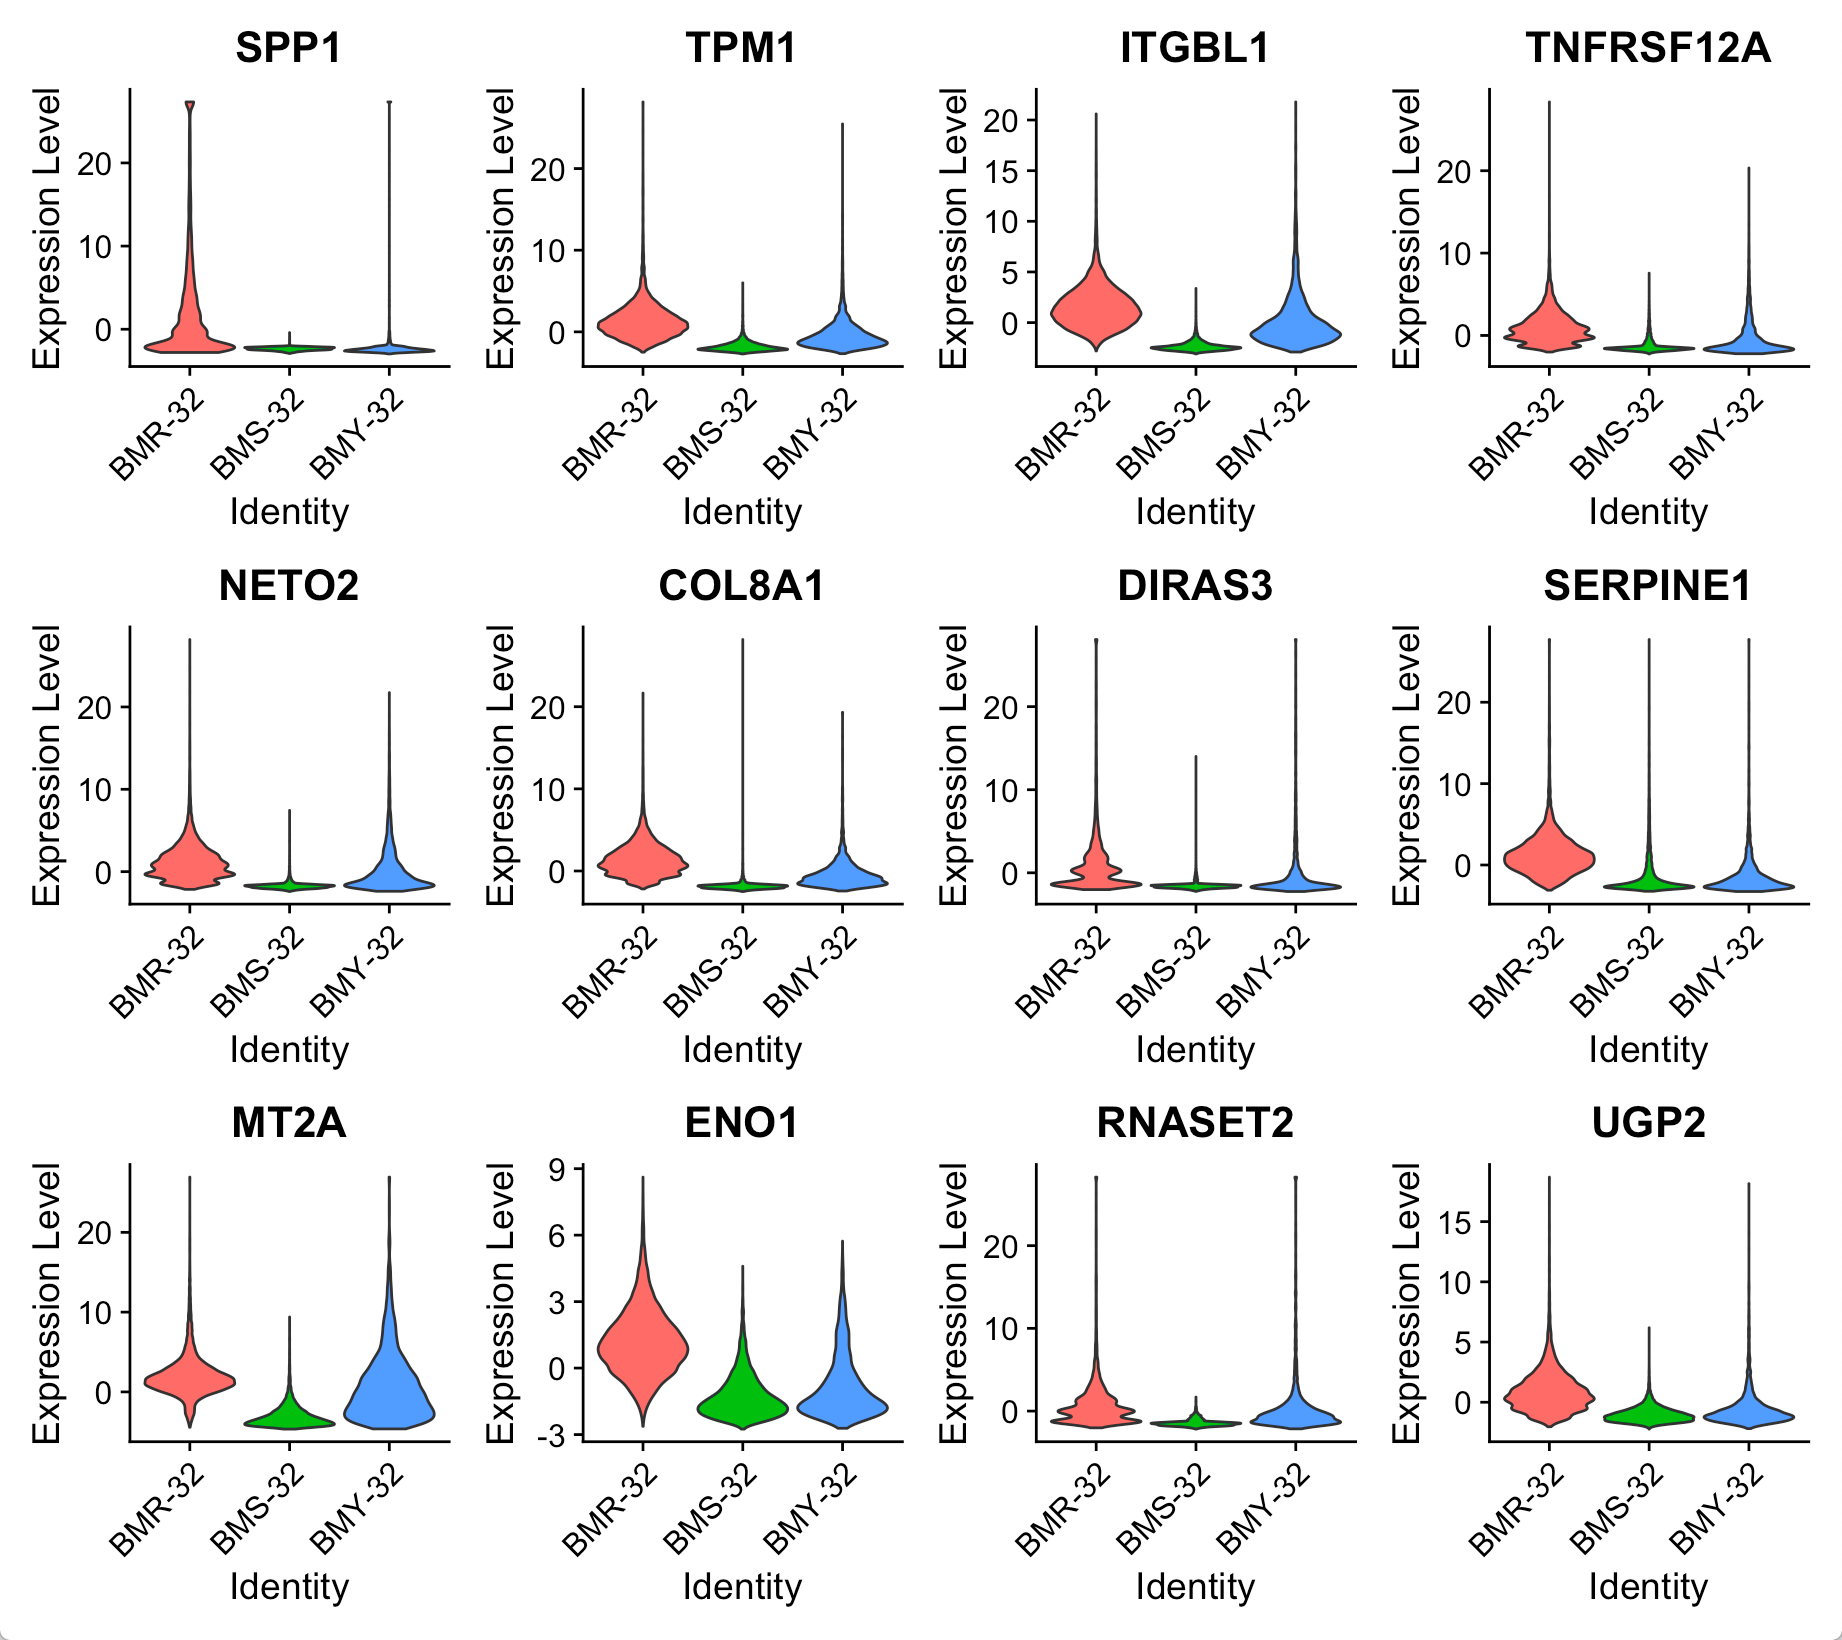 SPP1
Expression Level
20
10
0
BMR-32
BMS-32
BMY-32
Identity
TPM1
Expression Level
20
10
0
BMR-32
BMS-32
BMY-32
Identity
ITGBL1
Expression Level
20
15
10
5
0
BMR-32
BMS-32
BMY-32
Identity
TNFRSF12A
Expression Level
20
10
0
BMR-32
BMS-32
BMY-32
Identity
NETO2
Expression Level
20
10
0
BMR-32
BMS-32
BMY-32
Identity
COL8A1
Expression Level
20
10
0
BMR-32
BMS-32
BMY-32
Identity
DIRAS3
Expression Level
20
10
0
BMR-32
BMS-32
BMY-32
Identity
SERPINE1
Expression Level
20
10
0
BMR-32
BMS-32
BMY-32
Identity
MT2A
Expression Level
20
10
0
BMR-32
BMS-32
BMY-32
Identity
ENO1
Expression Level
9
6
3
0
-3
BMR-32
BMS-32
BMY-32
Identity
RNASET2
Expression Level
20
10
0
BMR-32
BMS-32
BMY-32
Identity
UGP2
Expression Level
15
10
5
0
BMR-32
BMS-32
BMY-32
Identity